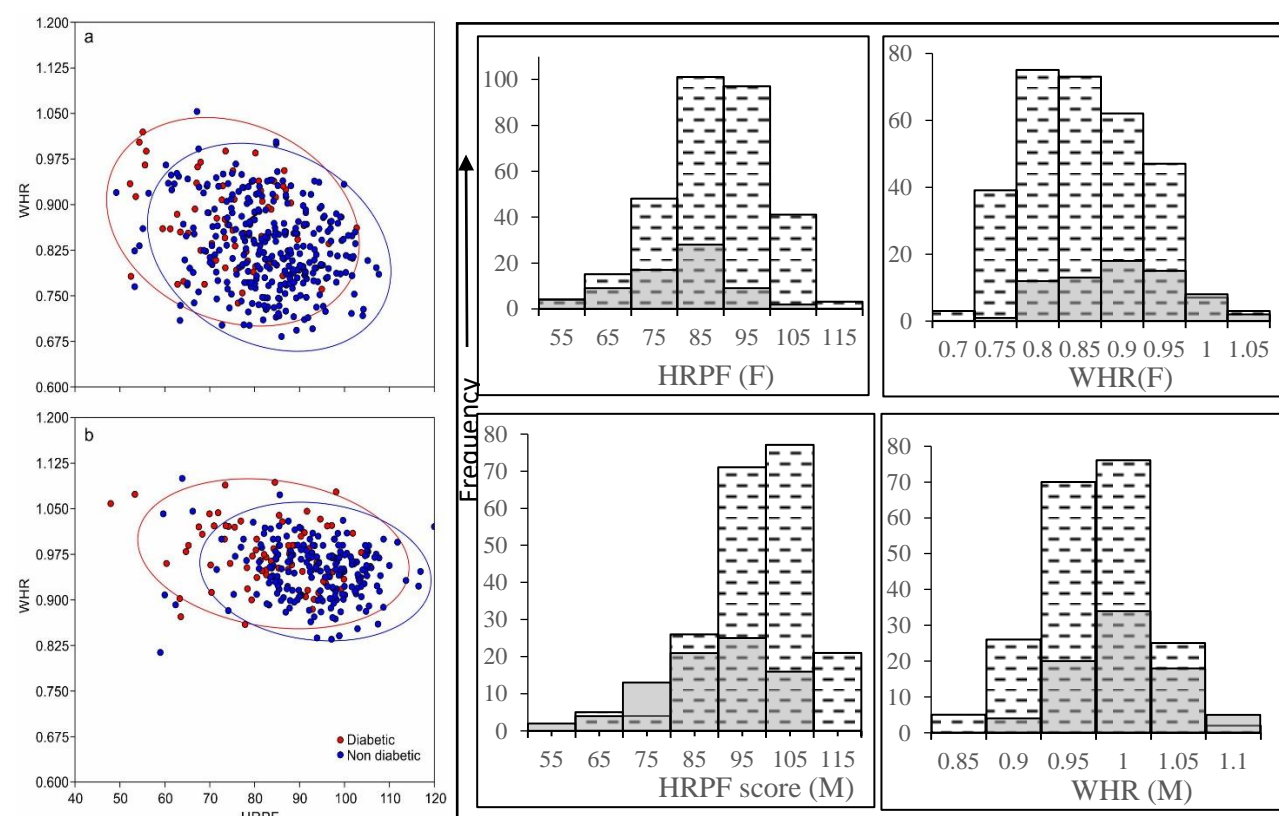 a
1.200
1.125
1.050
0.975
0.900
0.825
0.750
0.675
0.600
WHR
b
1.200
1.125
1.050
0.975
0.900
0.825
0.750
0.675
0.600
WHR
Diabetic
Non diabetic
40 50 60 70 80 90 100 110 120
HRPF
Frequency
100
80
60
40
20
0
55 65 75 85 95 105 115
HRPF (F)
80
60
40
20
0
0.7 0.75 0.8 0.85 0.9 0.95 1 1.05
WHR(F)
80
70
60
50
40
30
20
10
0
55 65 75 85 95 105 115
HRPF score (M)
80
70
60
50
40
30
20
10
0
0.85 0.9 0.95 1 1.05 1.1
WHR (M)